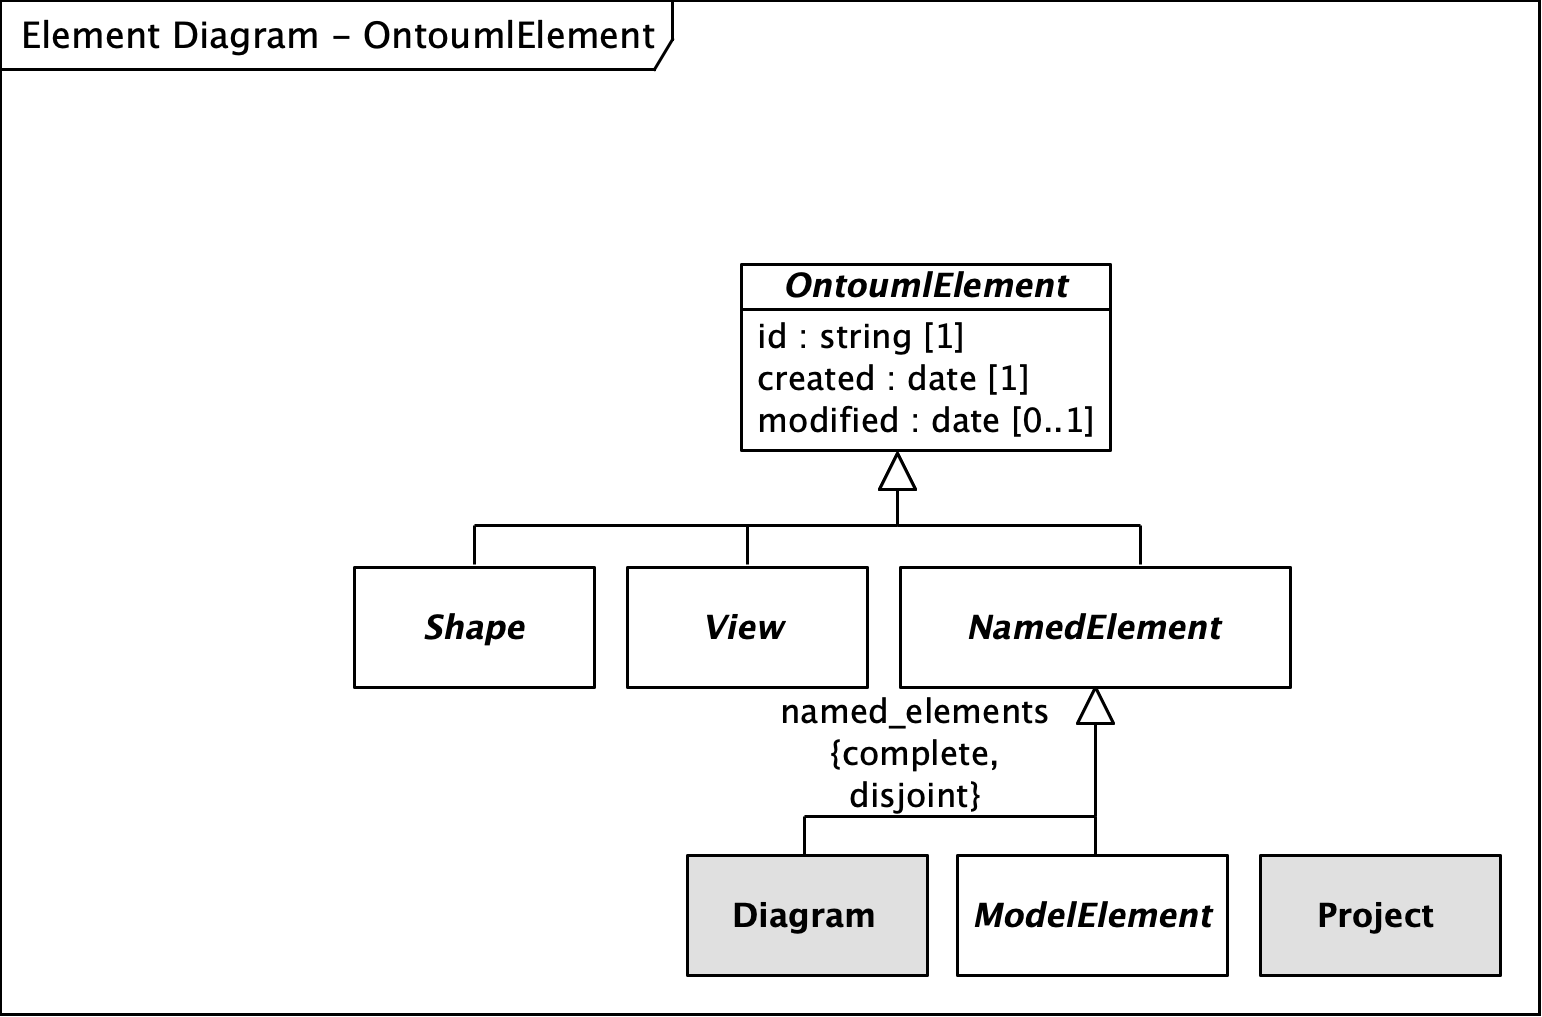 Element Diagram - OntoumlElement
OntoumlElement
id : string [1]
created : date [1]
modified : date [0..1]
Shape
View
NamedElement
named_elements
{complete,
disjoint}
Diagram
ModelElement
Project